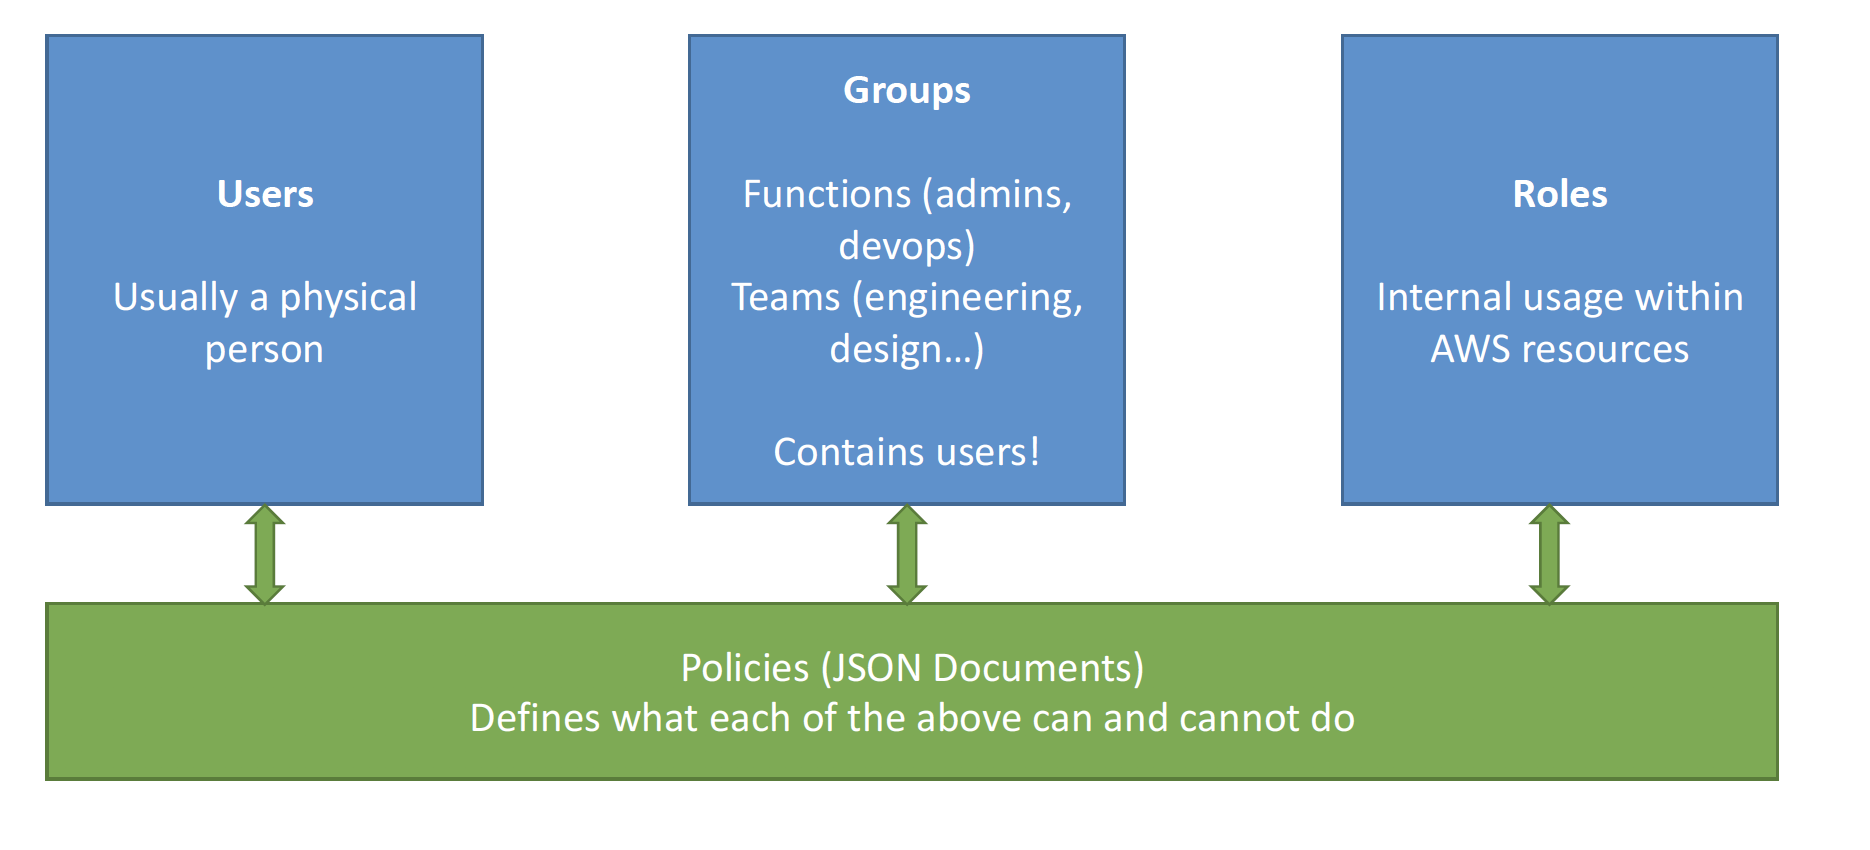 Users
Usually a physical
person
Groups
Functions (admins,
devops)
Teams (engineering,
design...)
Contains users!
Roles
Internal usage within
AWS resources
Policies (JSON Documents)
Defines what each of the above can and cannot do